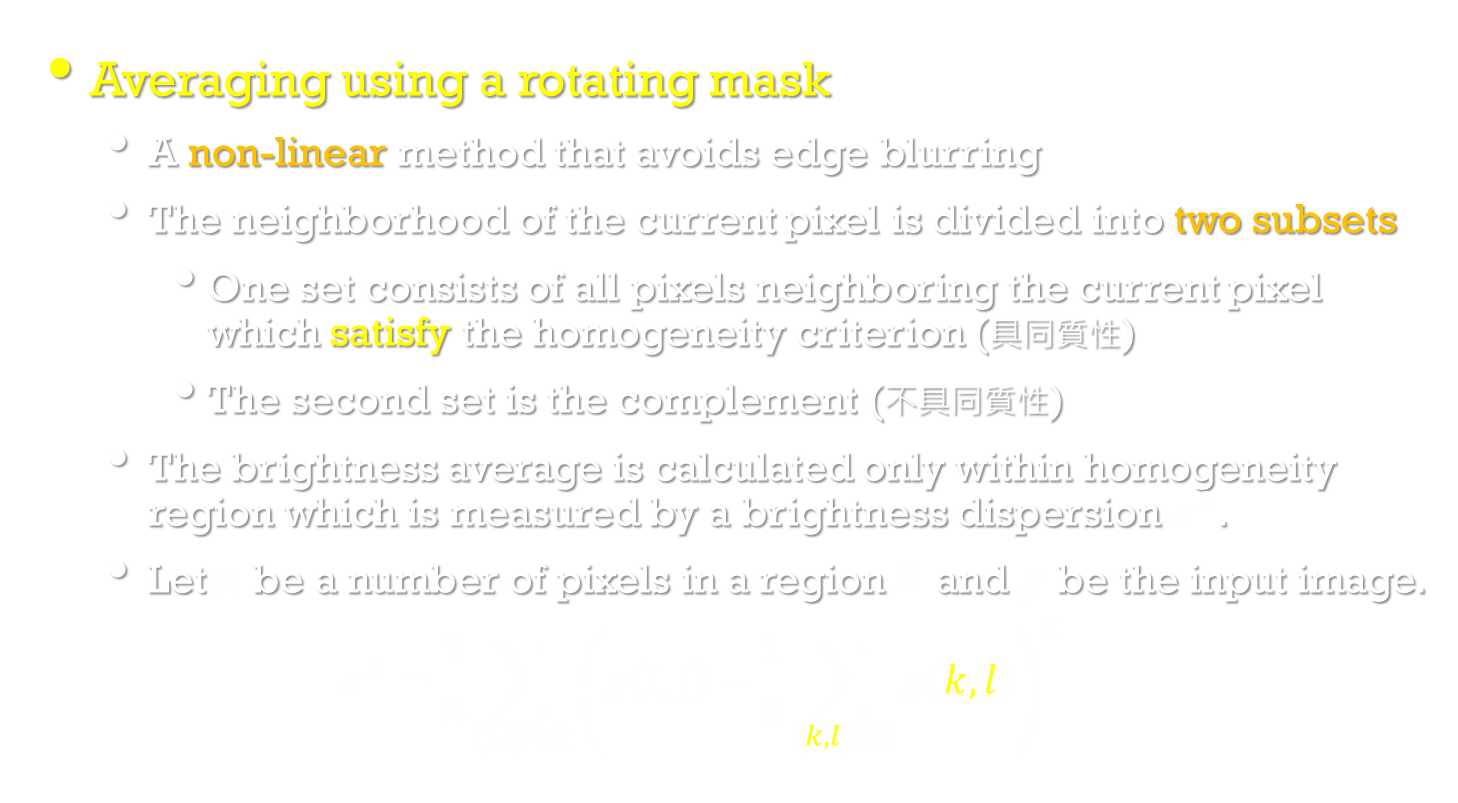 • Averaging using a rotating mask
• A non-linear method that avoids edge blurring
• The neighborhood of the current pixel is divided into two subsets
• One set consists of all pixels neighboring the current pixel
which satisfy the homogeneity criterion (具同質性)
• The second set is the complement (不具同質性)
• The brightness average is calculated only within homogeneity
region which is measured by a brightness dispersion .
• Let be a number of pixels in a region and be the input image.
k, l
k,l